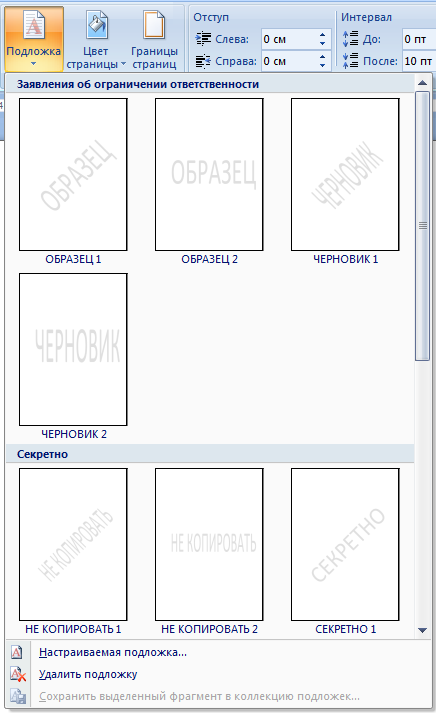 Отступ
Интервал
Подложка
Цвет страницы
Границы страниц
Слева: 0 см
До: 0 пт
Справа: 0 см
После: 10 пт
Заявления об ограничении ответственности
ОБРАЗЕЦ
ОБРАЗЕЦ
ЧЕРНОВИК
ОБРАЗЕЦ 1
ОБРАЗЕЦ 2
ЧЕРНОВИК 1
ЧЕРНОВИК
ЧЕРНОВИК 2
Секретно
НЕ КОПИРОВАТЬ
НЕ КОПИРОВАТЬ
СЕКРЕТНО
НЕ КОПИРОВАТЬ 1
НЕ КОПИРОВАТЬ 2
СЕКРЕТНО 1
Настраиваемая подложка...
Удалить подложку
Сохранить выделенный фрагмент в коллекцию подложек...